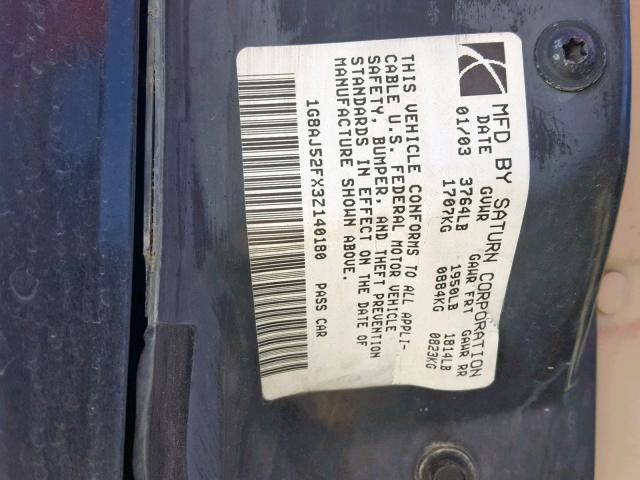 MFD BY SATURN CORPORATION
DATE GVWR GAWR FRT GAWR RR
01/03 3764LB 1950LB 1814LB
1707KG 0884KG 0823KG
THIS VEHICLE CONFORMS TO ALL APPLI-
CABLE U.S. FEDERAL MOTOR VEHICLE
SAFETY, BUMPER, AND THEFT PREVENTION
STANDARDS IN EFFECT ON THE DATE OF
MANUFACTURE SHOWN ABOVE.
1G8AJ52FX3Z140180 PASS CAR